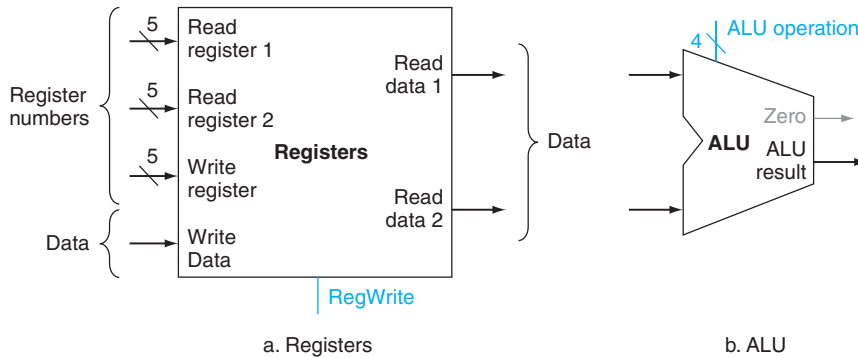 5
Read
register 1
5
Read
register 2
5
Write
register
Write
Data
Register
numbers
Data
Registers
Read
data 1
Read
data 2
Data
RegWrite
a. Registers
4
ALU operation
Zero
ALU
ALU
result
b. ALU